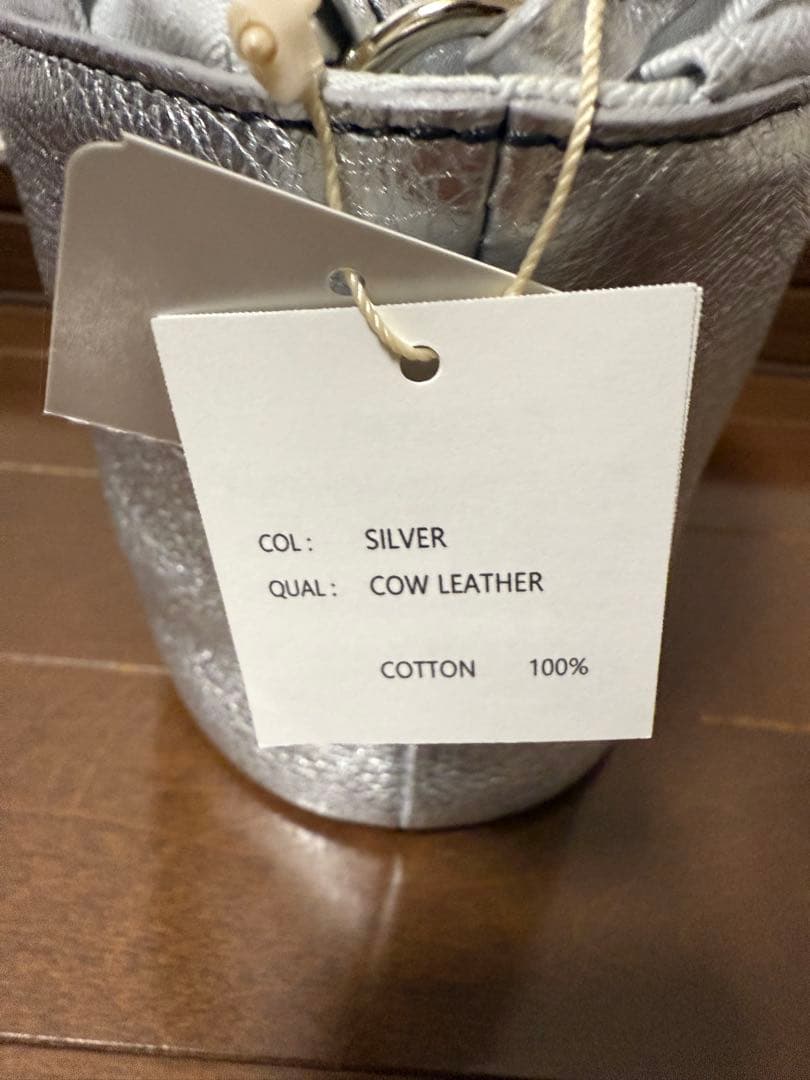 COL : SILVER
QUAL : COW LEATHER
COTTON 100%